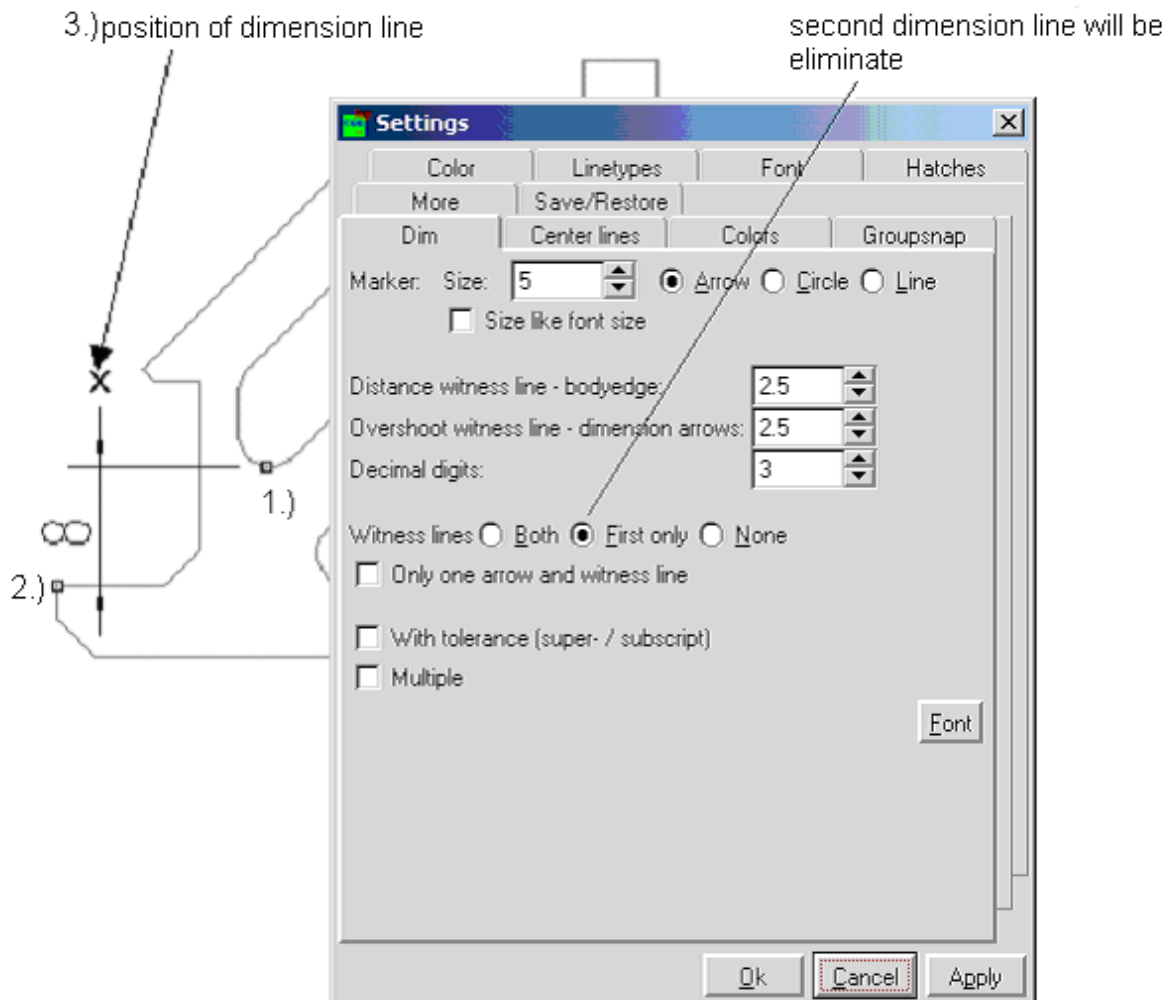 3.)position of dimension line
second dimension line will be
eliminate
Settings
Color Linetypes Font Hatches
More Save/Restore
Dim Center lines Colors Groupsnap
Marker: Size: 5 Arrow Circle Line
Size like font size
Distance witness line - bodyedge: 2.5
Overshoot witness line - dimension arrows: 2.5
Decimal digits: 3
1.)
8
Witness lines Both First only None
2.)
Only one arrow and witness line
With tolerance (super- / subscript)
Multiple
Font
Ok Cancel Apply